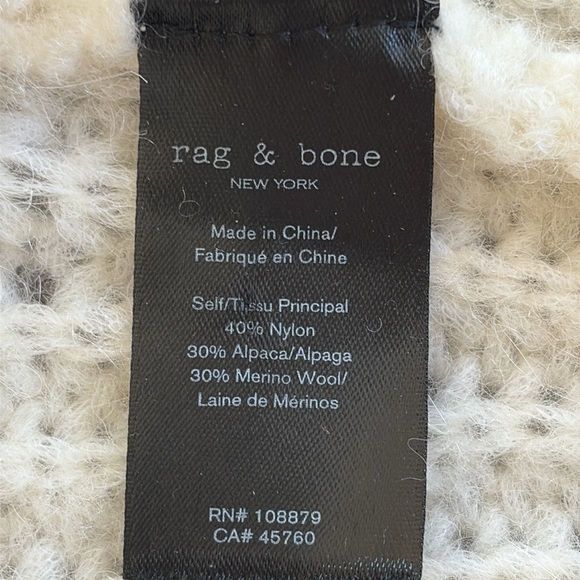 rag & bone
NEW YORK
Made in China/
Fabriqué en Chine
Self/Tissu Principal
40% Nylon
30% Alpaca/Alpaga
30% Merino Wool/
Laine de Mérinos
RN# 108879
CA# 45760